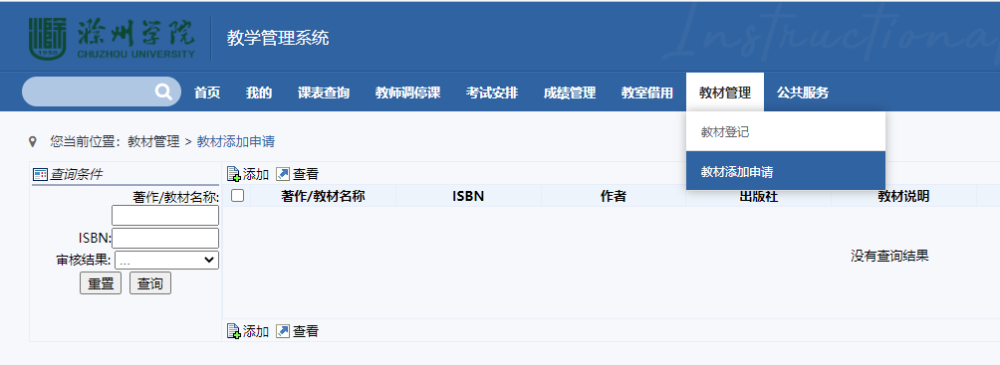 滁州学院
CHUZHOU UNIVERSITY
1950
教学管理系统
Instructiona
首页 我的 课表查询 教师调停课 考试安排 成绩管理 教室借用 教材管理 公共服务
教材登记
教材添加申请
您当前位置：教材管理 > 教材添加申请
查询条件
著作/教材名称:
ISBN:
审核结果: ...
重置 查询
添加 查看
著作/教材名称 ISBN 作者 出版社 教材说明
没有查询结果
添加 查看